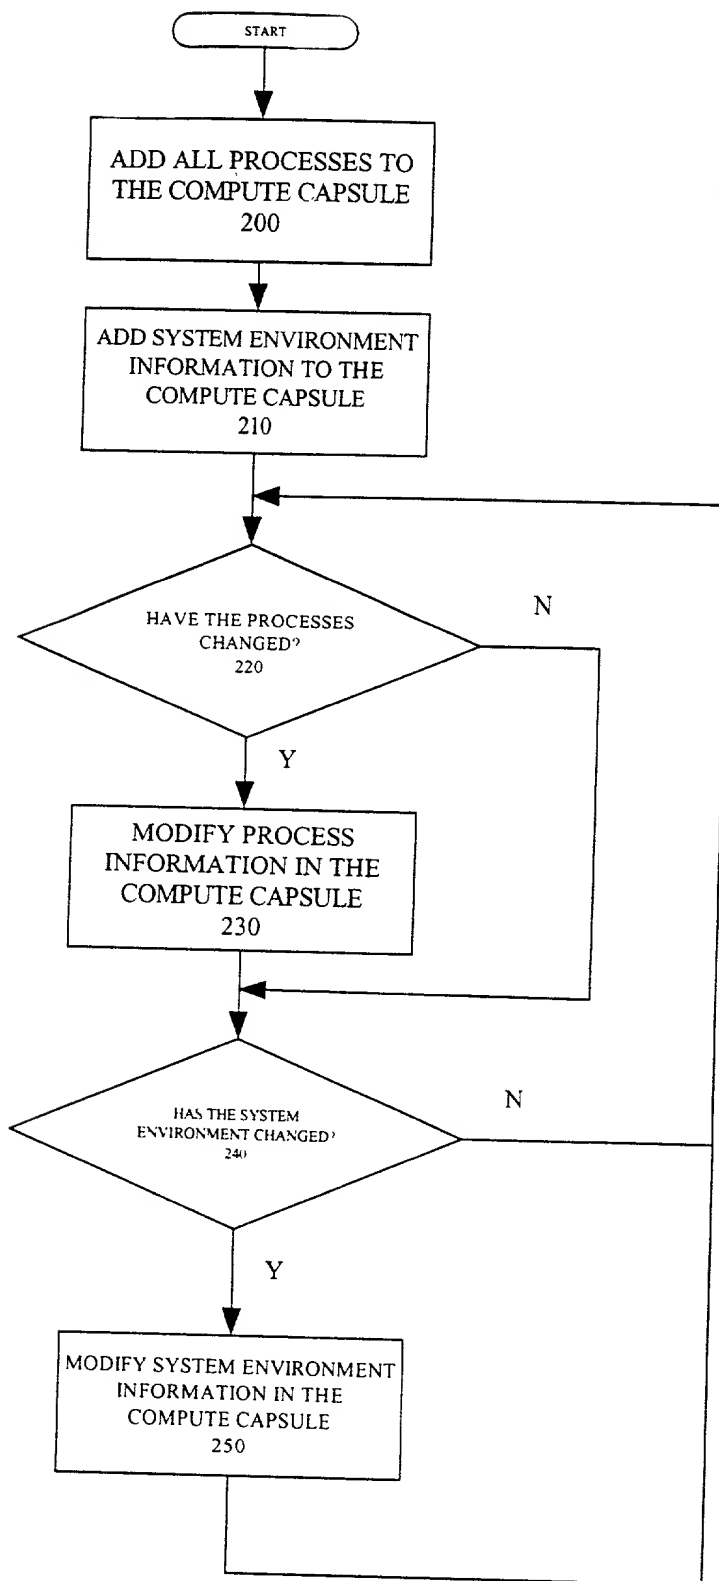 START
ADD ALL PROCESSES TO
THE COMPUTE CAPSULE
200
ADD SYSTEM ENVIRONMENT
INFORMATION TO THE
COMPUTE CAPSULE
210
HAVE THE PROCESSES
CHANGED?
220
N
Y
MODIFY PROCESS
INFORMATION IN THE
COMPUTE CAPSULE
230
HAS THE SYSTEM
ENVIRONMENT CHANGED?
240
N
Y
MODIFY SYSTEM ENVIRONMENT
INFORMATION IN THE
COMPUTE CAPSULE
250